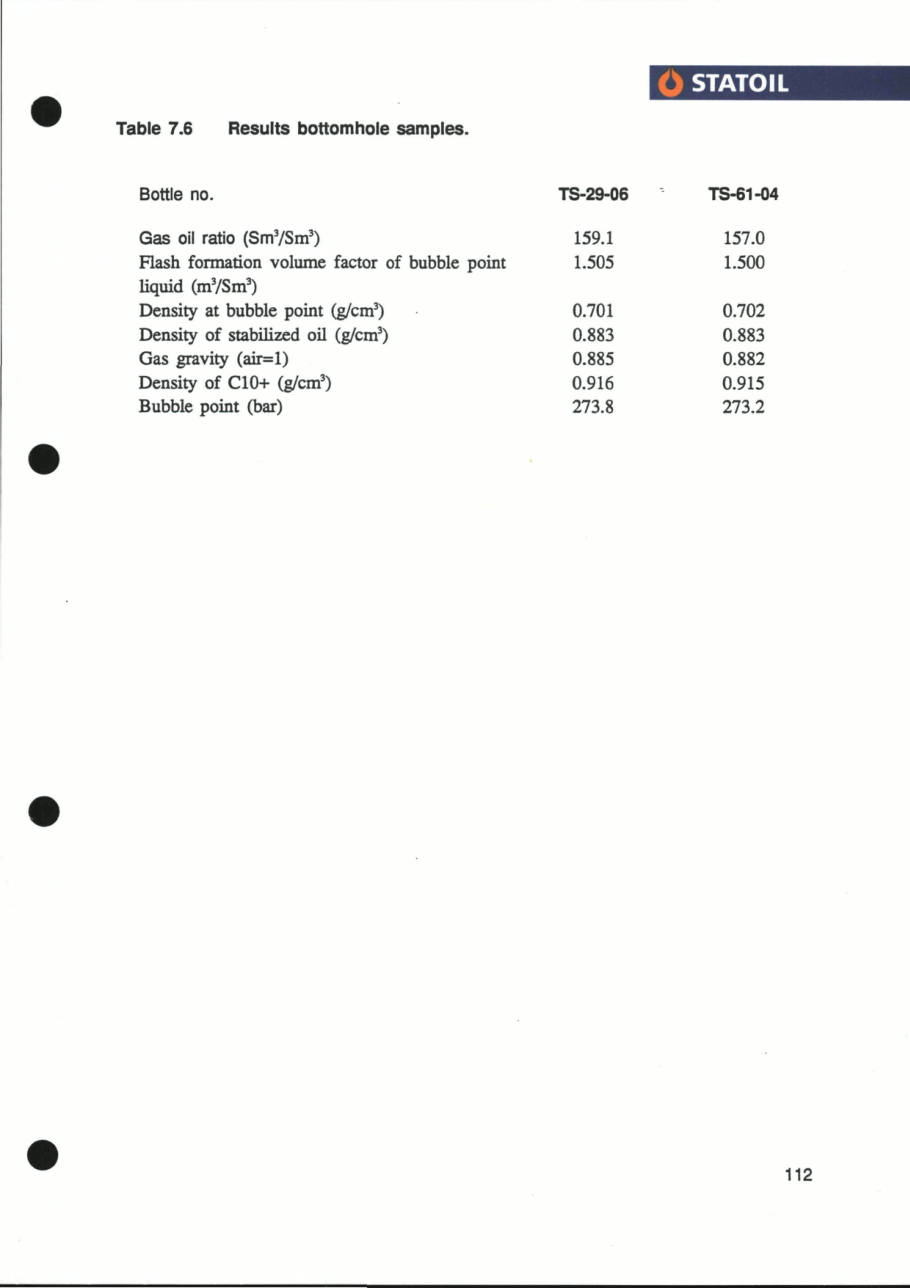 STATOIL
Table 7.6 Results bottomhole samples.
Bottle no. TS-29-06 TS-61-04
Gas oil ratio (Sm³/Sm³) 159.1 157.0
Flash formation volume factor of bubble point 1.505 1.500
liquid (m³/Sm³)
Density at bubble point (g/cm³) 0.701 0.702
Density of stabilized oil (g/cm³) 0.883 0.883
Gas gravity (air=1) 0.885 0.882
Density of C10+ (g/cm³) 0.916 0.915
Bubble point (bar) 273.8 273.2
112